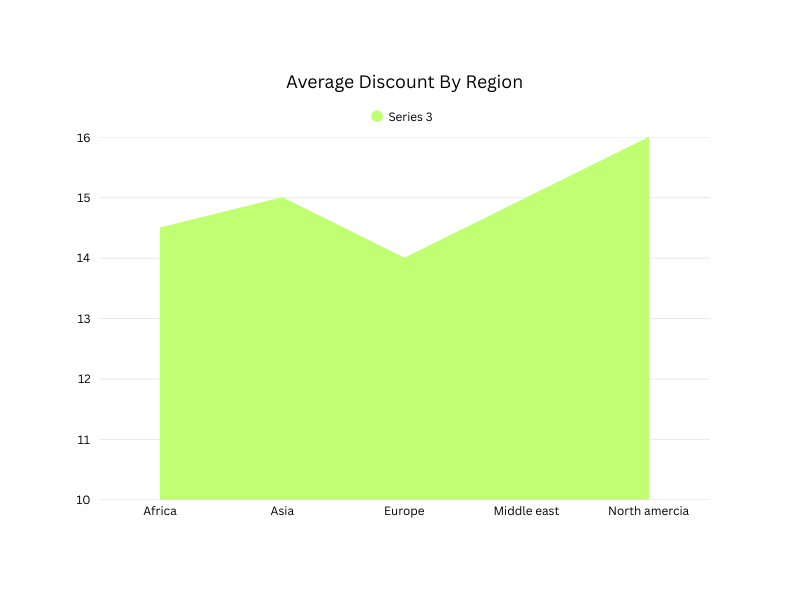 Average Discount By Region
Series 3
16
15
14
13
12
11
10
Africa Asia Europe Middle east North amercia